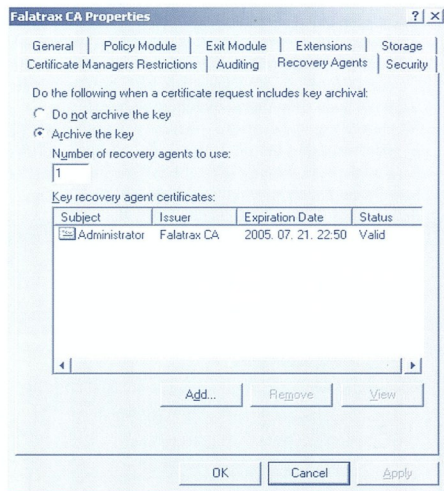 Falatrax CA Properties
General Policy Module Exit Module Extensions Storage
Certificate Managers Restrictions Auditing Recovery Agents Security
Do the following when a certificate request includes key archival:
Do not archive the key
Archive the key
Number of recovery agents to use:
1
Key recovery agent certificates:
Subject Issuer Expiration Date Status
Administrator Falatrax CA 2005. 07. 21. 22:50 Valid
Add... Remove View
OK Cancel Apply